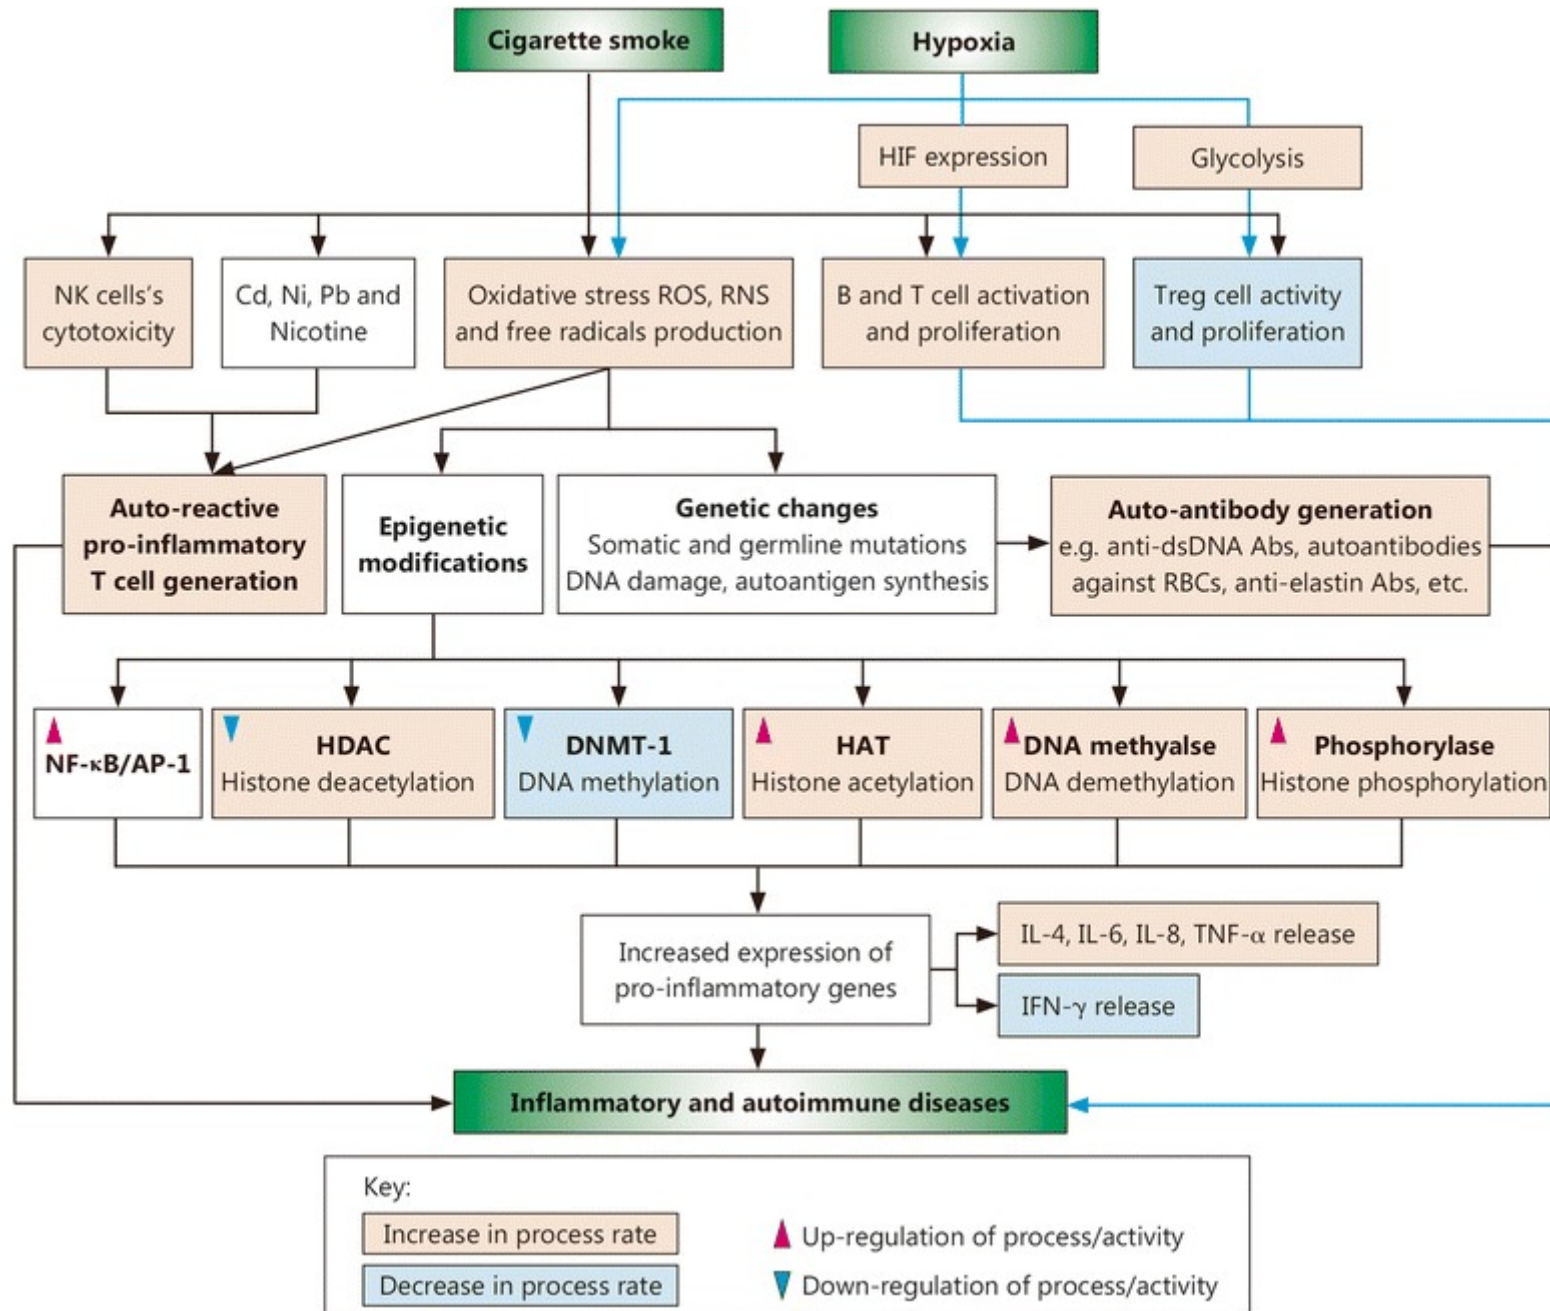 Cigarette smoke
Hypoxia
HIF expression
Glycolysis
NK cells's
cytotoxicity
Cd, Ni, Pb and
Nicotine
Oxidative stress ROS, RNS
and free radicals production
B and T cell activation
and proliferation
Treg cell activity
and proliferation
Auto-reactive
pro-inflammatory
T cell generation
Epigenetic
modifications
Genetic changes
Somatic and germline mutations
DNA damage, autoantigen synthesis
Auto-antibody generation
e.g. anti-dsDNA Abs, autoantibodies
against RBCs, anti-elastin Abs, etc.
NF-κB/AP-1
HDAC
Histone deacetylation
DNMT-1
DNA methylation
HAT
Histone acetylation
DNA methyalse
DNA demethylation
Phosphorylase
Histone phosphorylation
Increased expression of
pro-inflammatory genes
IL-4, IL-6, IL-8, TNF-α release
IFN-γ release
Inflammatory and autoimmune diseases
Key:
Increase in process rate
Up-regulation of process/activity
Decrease in process rate
Down-regulation of process/activity